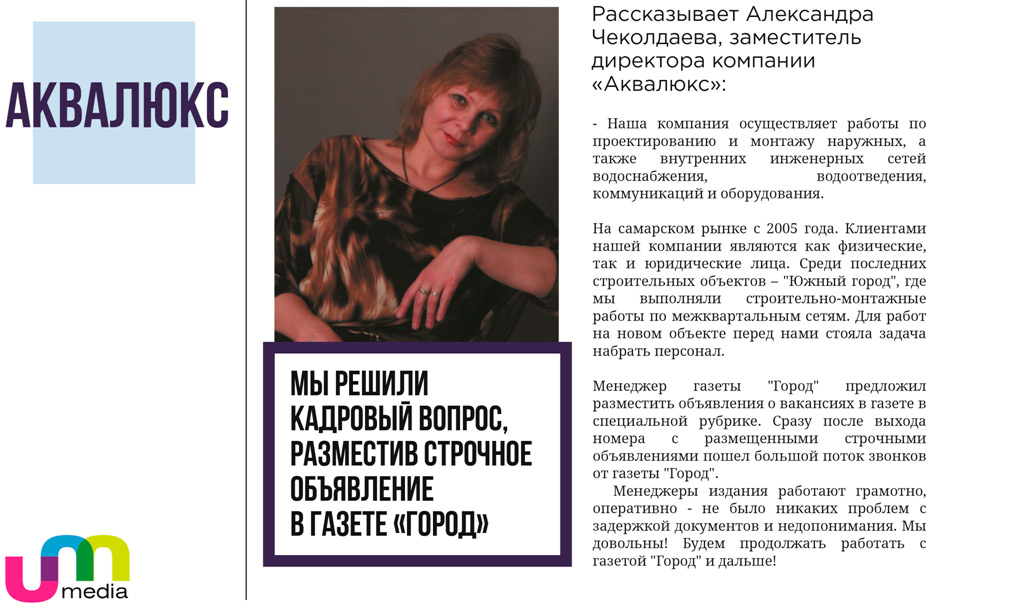 АКВАЛЮКС
МЫ РЕШИЛИ
КАДРОВЫЙ ВОПРОС,
РАЗМЕСТИВ СТРОЧНОЕ
ОБЪЯВЛЕНИЕ
В ГАЗЕТЕ «ГОРОД»
Рассказывает Александра
Чеколдаева, заместитель
директора компании
«Аквалюкс»:
- Наша компания осуществляет работы по
проектированию и монтажу наружных, а
также внутренних инженерных сетей
водоснабжения, водоотведения,
коммуникаций и оборудования.
На самарском рынке с 2005 года. Клиентами
нашей компании являются как физические,
так и юридические лица. Среди последних
строительных объектов – "Южный город", где
мы выполняли строительно-монтажные
работы по межквартальным сетям. Для работ
на новом объекте перед нами стояла задача
набрать персонал.
Менеджер газеты "Город" предложил
разместить объявления о вакансиях в газете в
специальной рубрике. Сразу после выхода
номера с размещенными строчными
объявлениями пошел большой поток звонков
от газеты "Город".
Менеджеры издания работают грамотно,
оперативно - не было никаких проблем с
задержкой документов и недопонимания. Мы
довольны! Будем продолжать работать с
газетой "Город" и дальше!
um
media